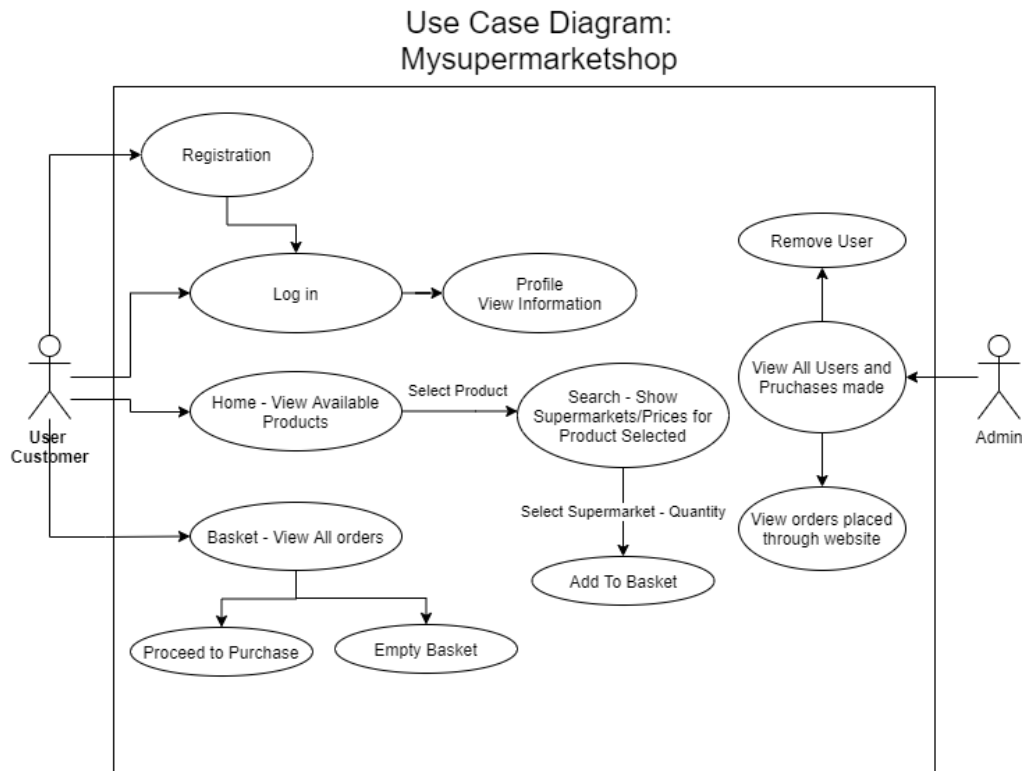 Use Case Diagram:
Mysupermarketshop
Registration
Remove User
Log in
Profile
View Information
View All Users and
Pruchases made
Home - View Available
Products
Select Product
Search - Show
Supermarkets/Prices for
Product Selected
User
Customer
Admin
Select Supermarket - Quantity
Basket - View All orders
View orders placed
through website
Add To Basket
Proceed to Purchase
Empty Basket